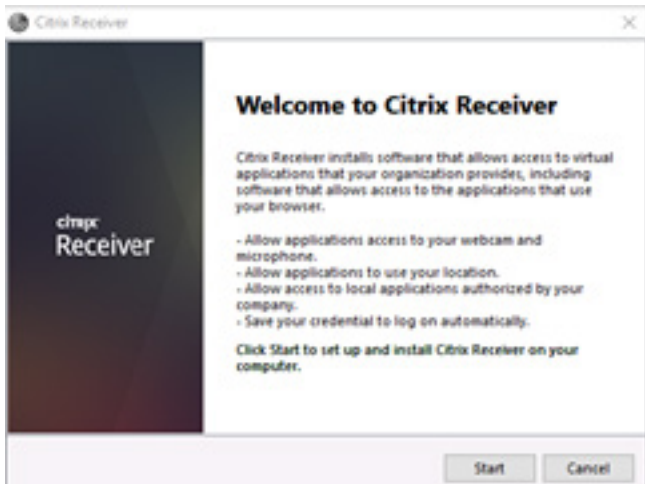 Citrix Receiver
Welcome to Citrix Receiver
Citrix Receiver installs software that allows access to virtual
applications that your organization provides, including
software that allows access to the applications that use
your browser.
- Allow applications access to your webcam and
microphone.
- Allow applications to use your location.
- Allow access to local applications authorized by your
company.
- Save your credential to log on automatically.
Click Start to set up and install Citrix Receiver on your
computer.
citrix
Receiver
Start Cancel